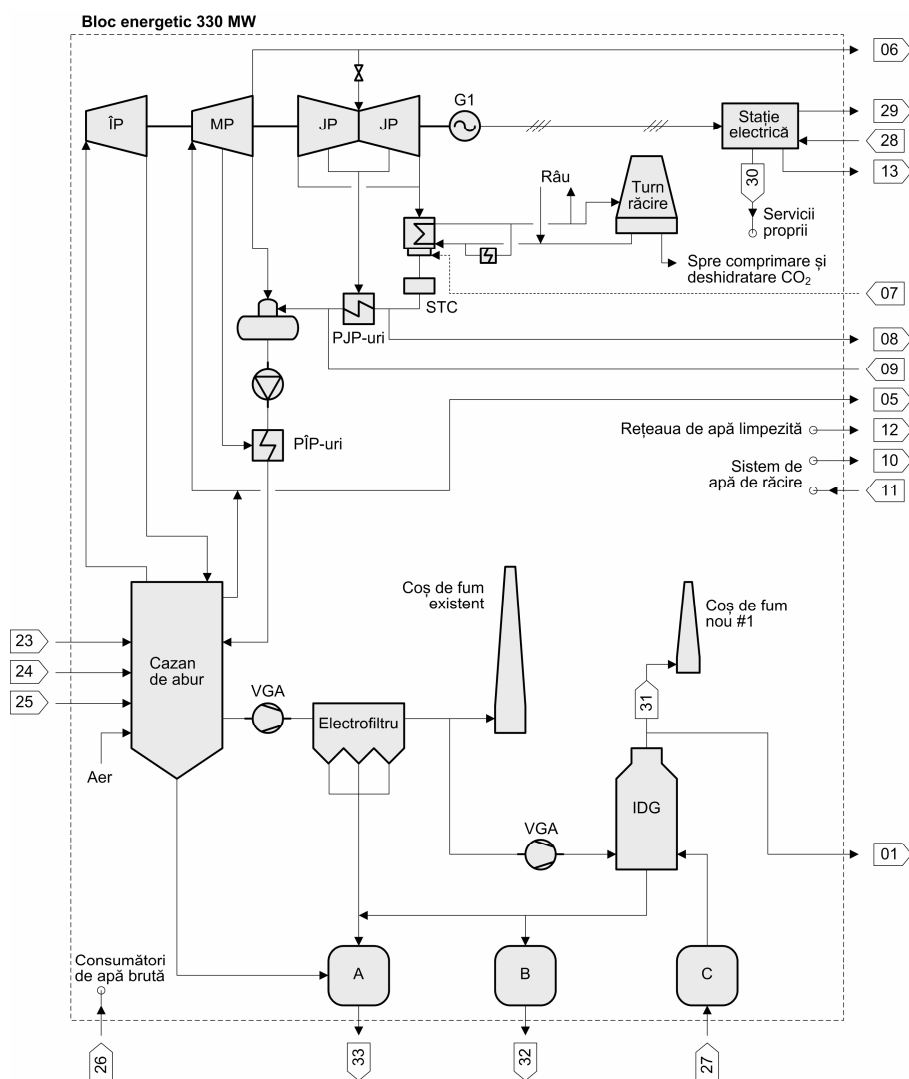 Bloc energetic 330 MW
06
G1
ÎP
MP
JP
JP
Stație
electrică
29
28
13
30
Râu
Turn
răcire
Servicii
proprii
Spre comprimare și
deshidratare CO2
07
STC
PJP-uri
08
09
05
PÎP-uri
Rețeaua de apă limpezită
12
Sistem de
apă de răcire
10
11
Coș de fum
existent
Coș de fum
nou #1
23
24
25
Cazan
de abur
VGA
Electrofiltru
31
Aer
IDG
VGA
01
Consumători
de apă brută
A
B
C
26
33
32
27